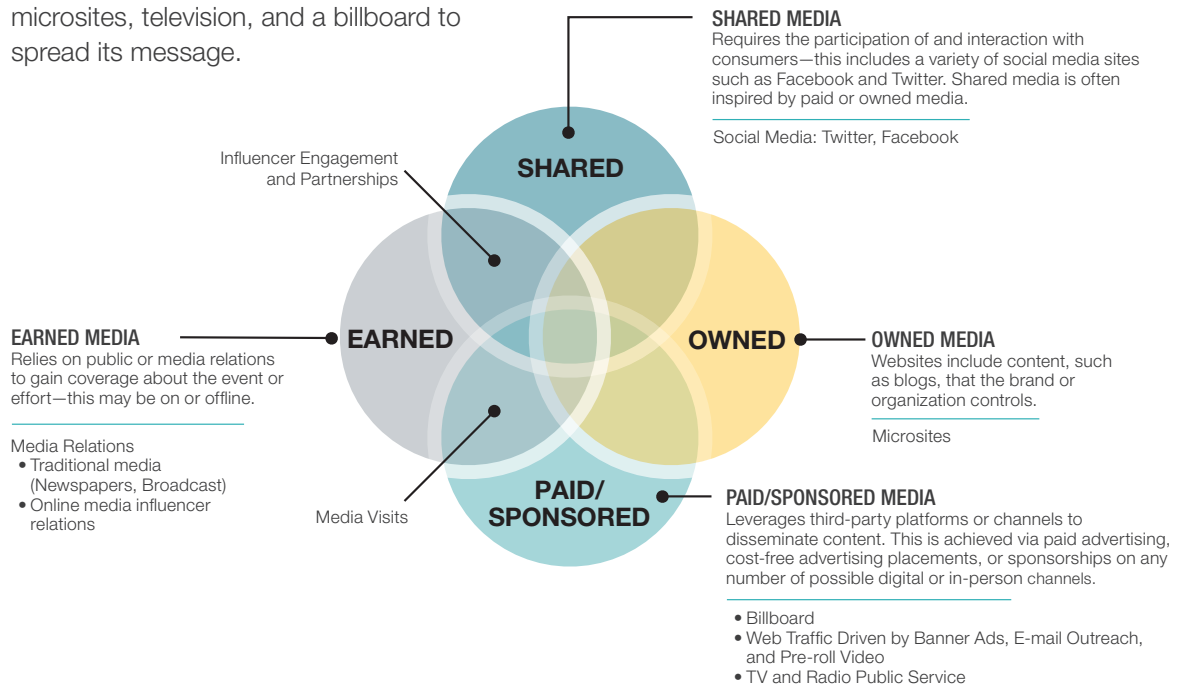 microsites, television, and a billboard to
spread its message.
SHARED MEDIA
Requires the participation of and interaction with
consumers—this includes a variety of social media sites
such as Facebook and Twitter. Shared media is often
inspired by paid or owned media.
Social Media: Twitter, Facebook
Influencer Engagement
and Partnerships
SHARED
EARNED
OWNED
PAID/
SPONSORED
EARNED MEDIA
Relies on public or media relations
to gain coverage about the event or
effort—this may be on or offline.
Media Relations
• Traditional media
(Newspapers, Broadcast)
• Online media influencer
relations
Media Visits
OWNED MEDIA
Websites include content, such
as blogs, that the brand or
organization controls.
Microsites
PAID/SPONSORED MEDIA
Leverages third-party platforms or channels to
disseminate content. This is achieved via paid advertising,
cost-free advertising placements, or sponsorships on any
number of possible digital or in-person channels.
• Billboard
• Web Traffic Driven by Banner Ads, E-mail Outreach,
and Pre-roll Video
• TV and Radio Public Service